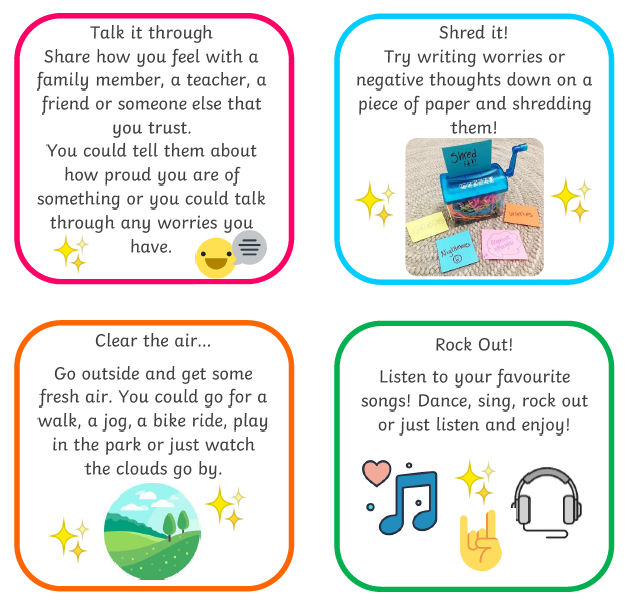 Talk it through
Share how you feel with a
family member, a teacher, a
friend or someone else that
you trust.
You could tell them about
how proud you are of
something or you could talk
through any worries you
have.
Shred it!
Try writing worries or
negative thoughts down on a
piece of paper and shredding
them!
Shred
it!
Nightmares
worries
Clear the air...
Go outside and get some
fresh air. You could go for a
walk, a jog, a bike ride, play
in the park or just watch
the clouds go by.
Rock Out!
Listen to your favourite
songs! Dance, sing, rock out
or just listen and enjoy!